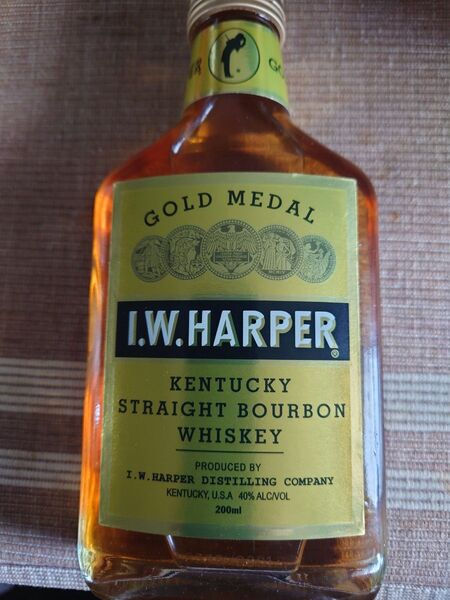 GOLD MEDAL
I.W.HARPER®
KENTUCKY
STRAIGHT BOURBON
WHISKEY
PRODUCED BY
I.W.HARPER DISTILLING COMPANY
KENTUCKY, U.S.A 40% ALC/VOL
200ml